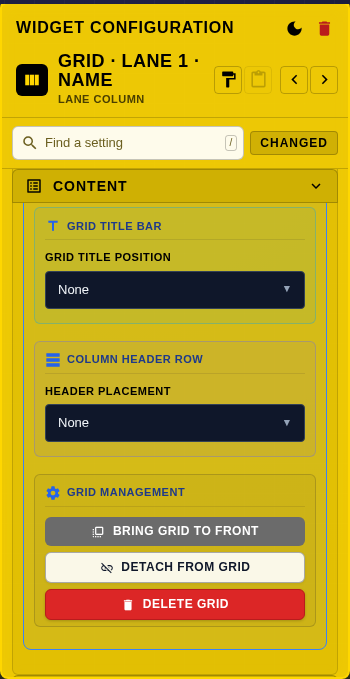 WIDGET CONFIGURATION
GRID · LANE 1 ·
NAME
LANE COLUMN
Find a setting
/
CHANGED
CONTENT
GRID TITLE BAR
GRID TITLE POSITION
None
COLUMN HEADER ROW
HEADER PLACEMENT
None
GRID MANAGEMENT
BRING GRID TO FRONT
DETACH FROM GRID
DELETE GRID